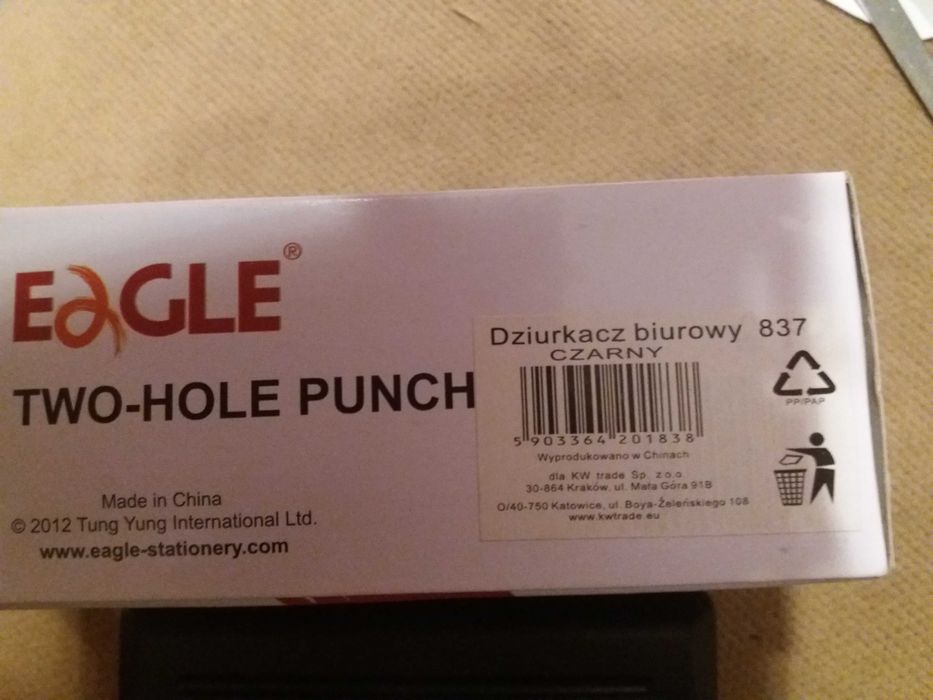 EAGLE®
TWO-HOLE PUNCH
Made in China
© 2012 Tung Yung International Ltd.
www.eagle-stationery.com
Dziurkacz biurowy 837
CZARNY
5 903364 201838
Wyprodukowano w Chinach
dla KW trade Sp. z o.o.
30-864 Kraków, ul. Mała Góra 91B
O/40-750 Katowice, ul. Boya-Żeleńskiego 108
www.kwtrade.eu
PP/PAP